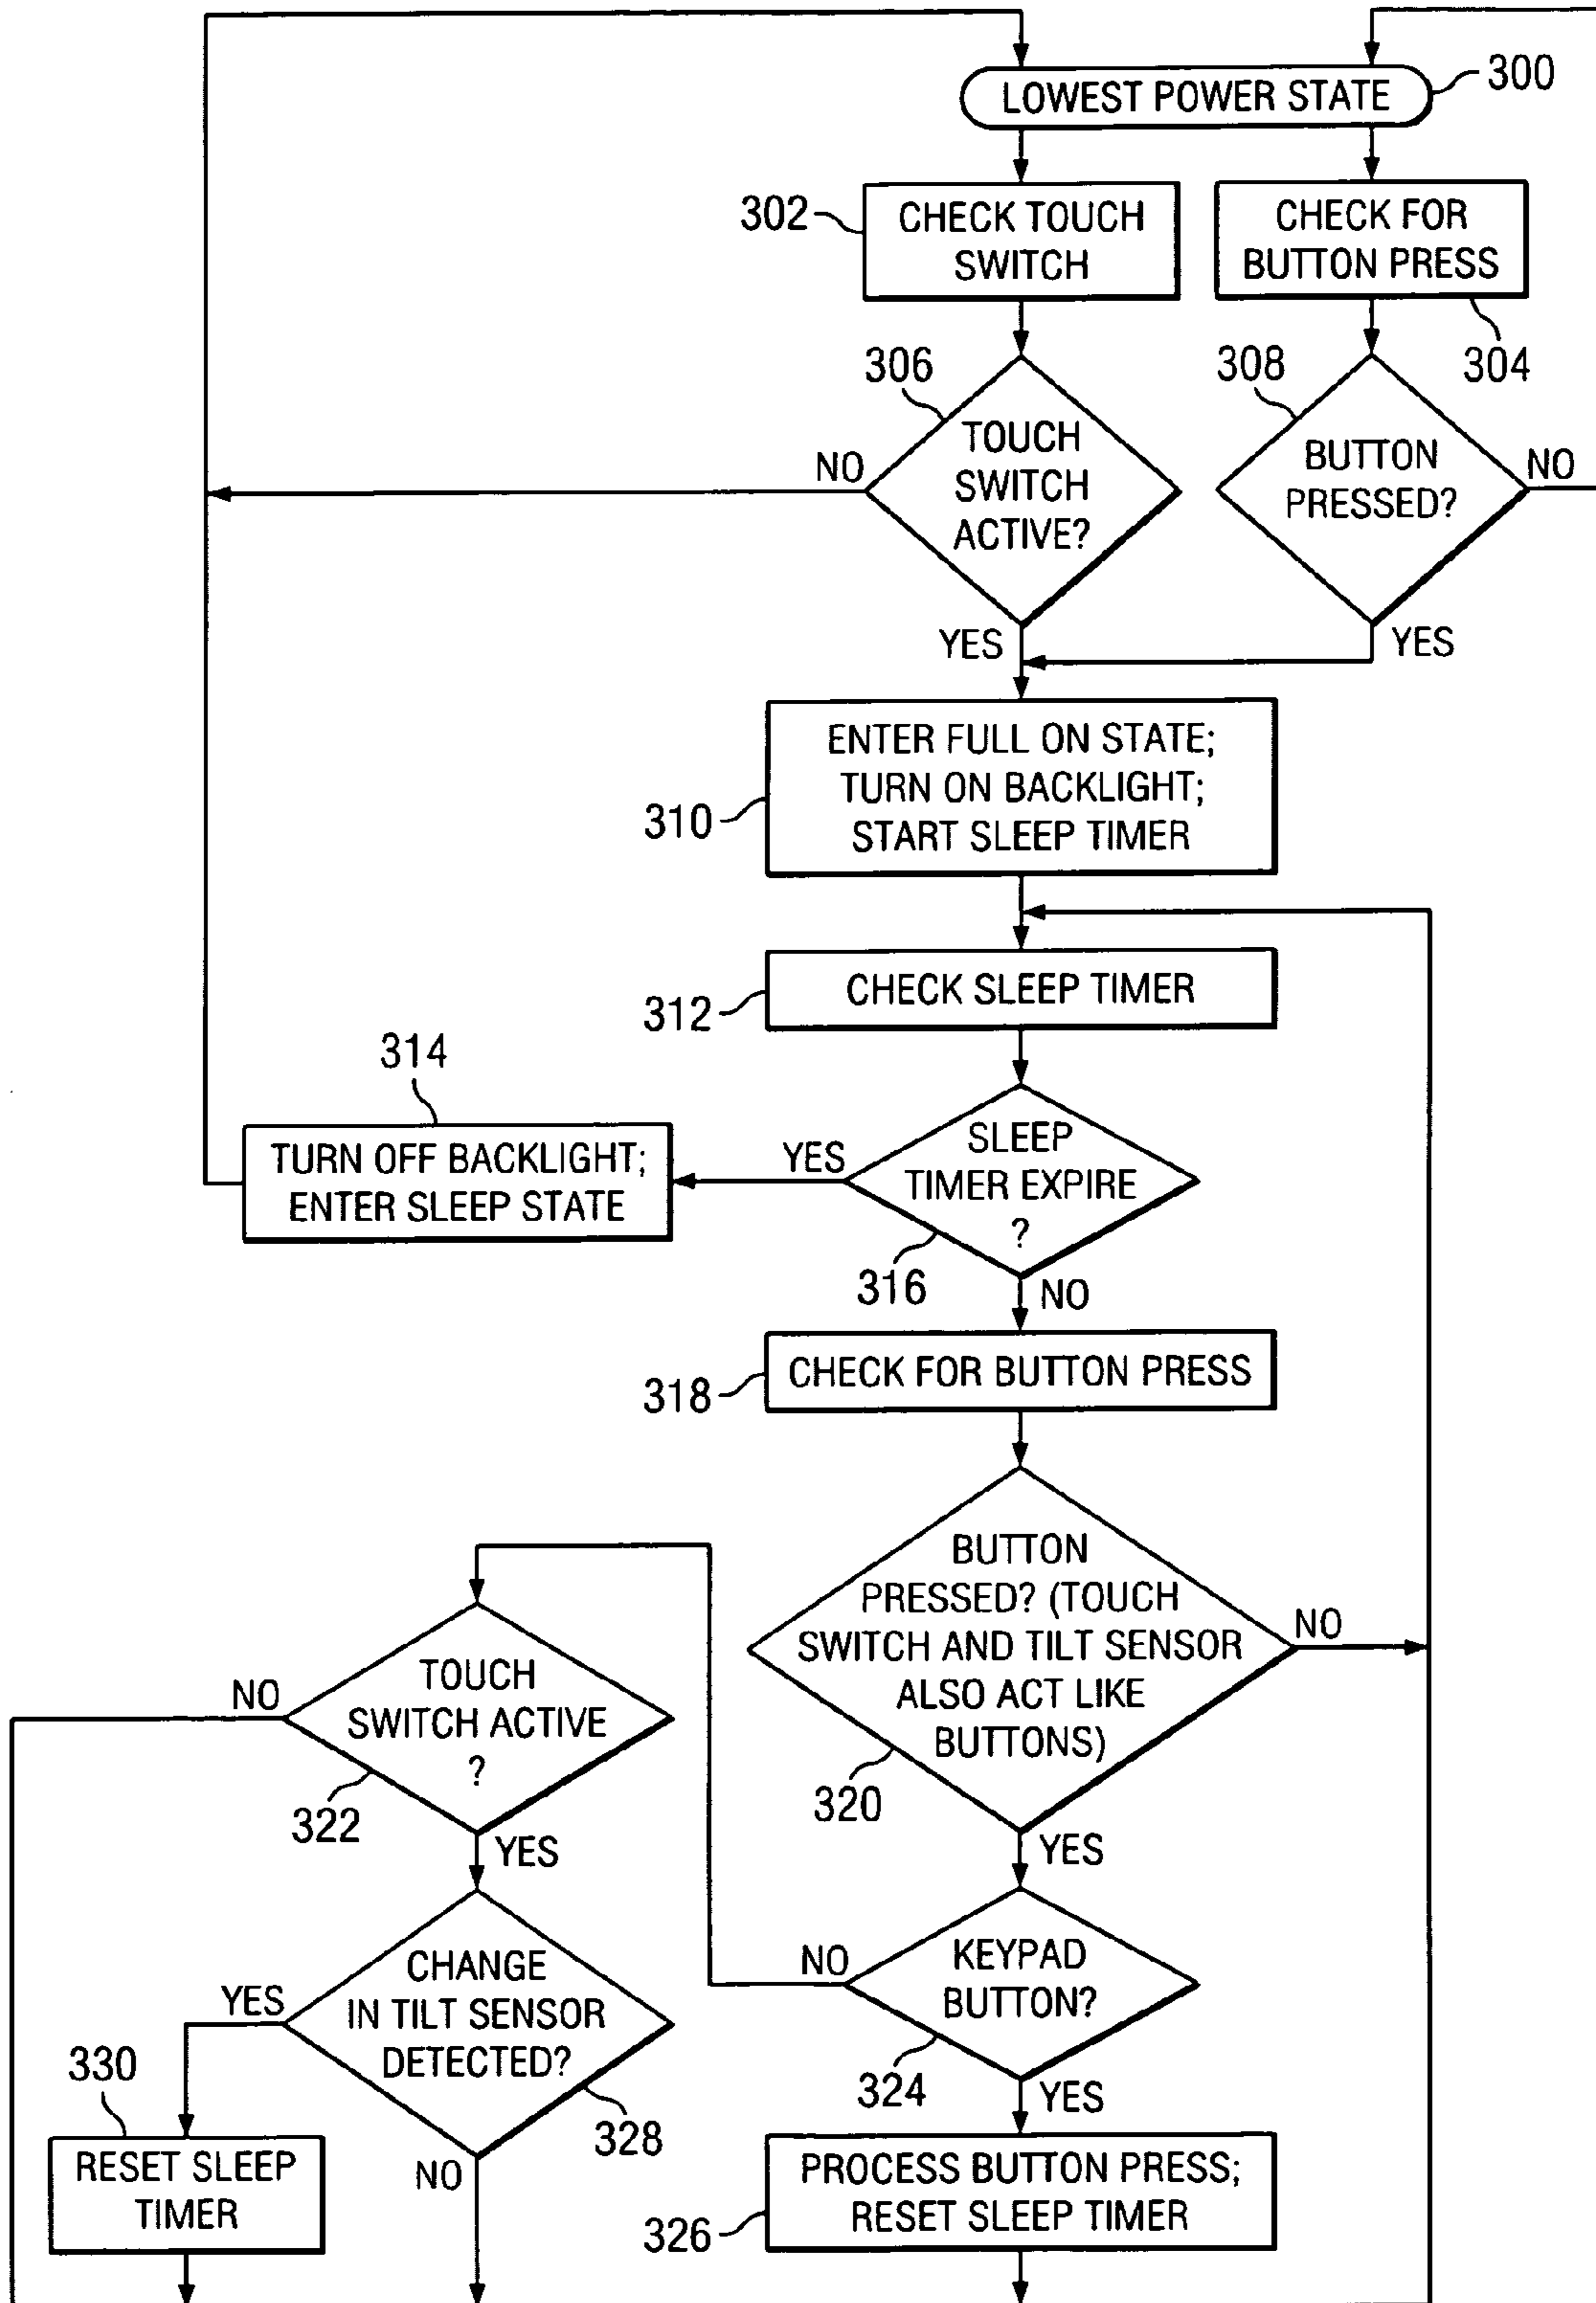 LOWEST POWER STATE
300
302
CHECK TOUCH
SWITCH
CHECK FOR
BUTTON PRESS
304
306
TOUCH
SWITCH
ACTIVE?
NO
YES
308
BUTTON
PRESSED?
NO
YES
ENTER FULL ON STATE;
TURN ON BACKLIGHT;
START SLEEP TIMER
310
CHECK SLEEP TIMER
312
314
TURN OFF BACKLIGHT;
ENTER SLEEP STATE
YES
SLEEP
TIMER EXPIRE
?
316
NO
CHECK FOR BUTTON PRESS
318
BUTTON
PRESSED? (TOUCH
SWITCH AND TILT SENSOR
ALSO ACT LIKE
BUTTONS)
NO
320
YES
NO
TOUCH
SWITCH ACTIVE
?
322
YES
NO
KEYPAD
BUTTON?
324
YES
YES
CHANGE
IN TILT SENSOR
DETECTED?
328
NO
330
RESET SLEEP
TIMER
PROCESS BUTTON PRESS;
RESET SLEEP TIMER
326